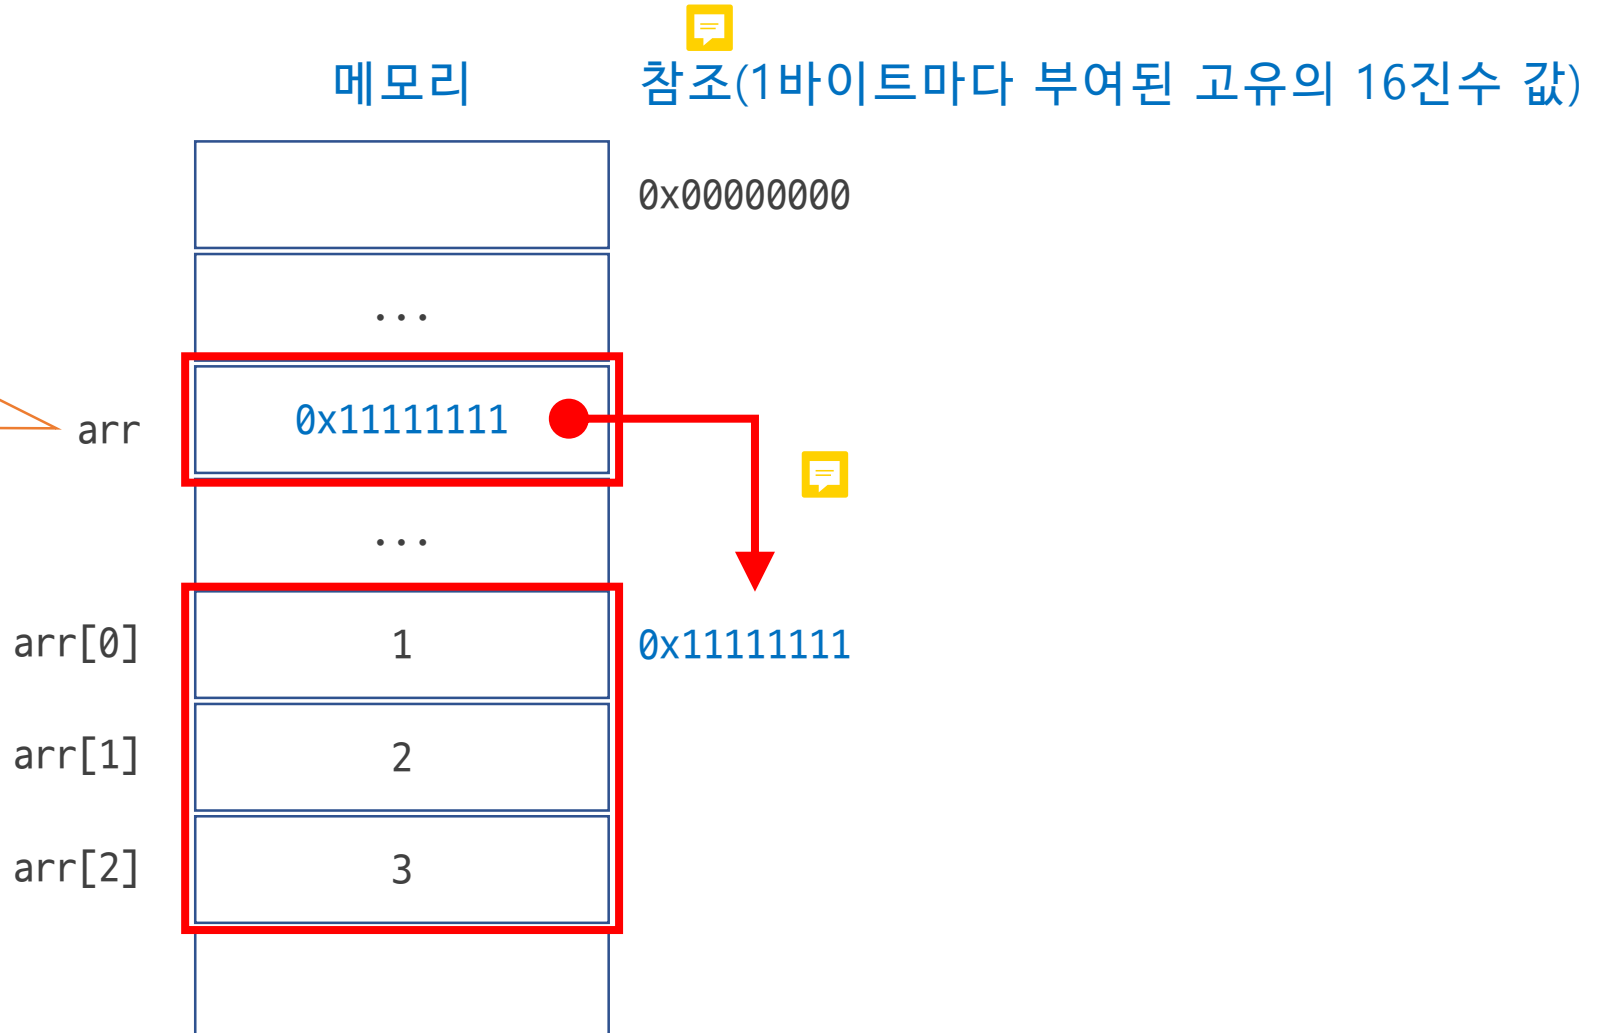 메모리 참조(1바이트마다 부여된 고유의 16진수 값)
0x00000000
...
arr 0x11111111
...
arr[0] 1 0x11111111
arr[1] 2
arr[2] 3